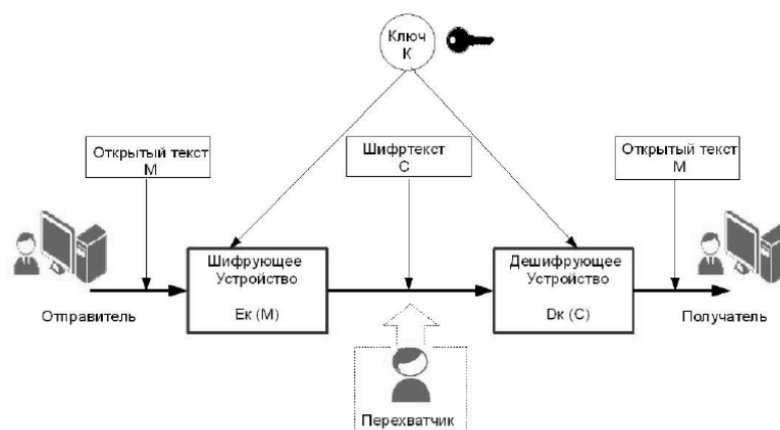 Ключ
К
Открытый текст
М
Шифртекст
С
Открытый текст
М
Шифрующее
Устройство
Ек (М)
Дешифрующее
Устройство
Dк (С)
Отправитель
Получатель
Перехватчик